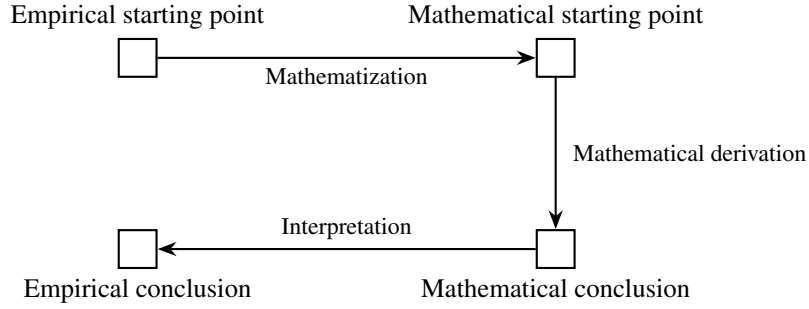 Empirical starting point
Mathematical starting point
Mathematization
Mathematical derivation
Interpretation
Empirical conclusion
Mathematical conclusion